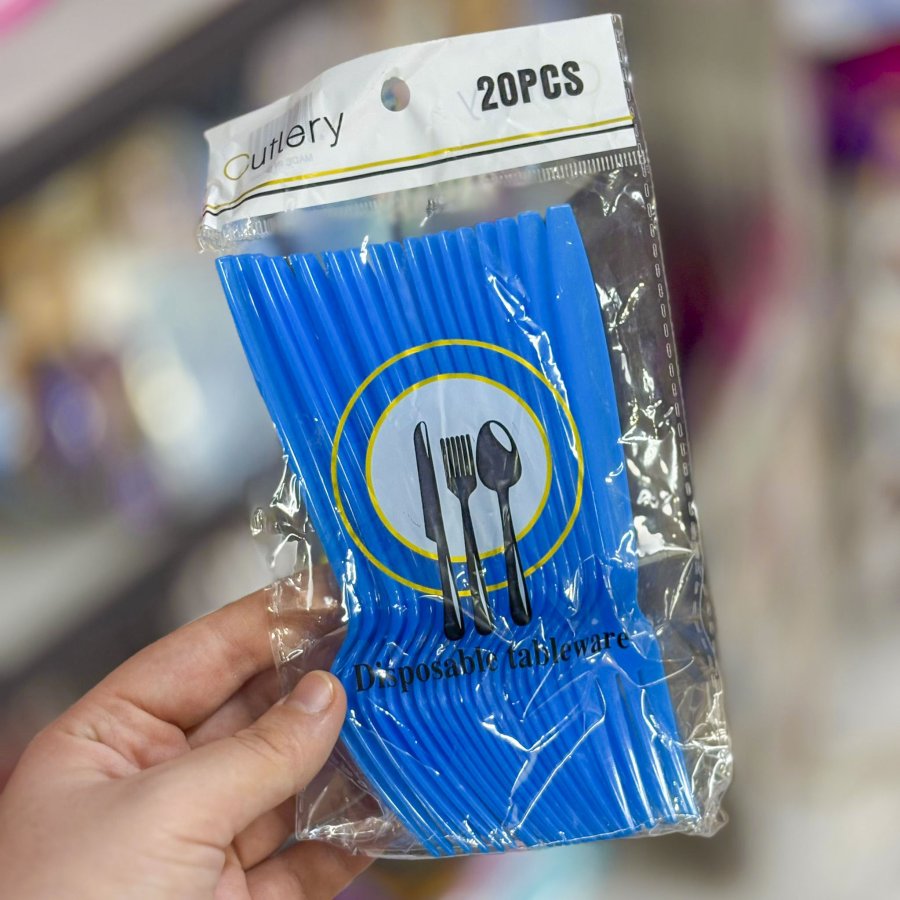 Cutlery
20PCS
Disposable tableware